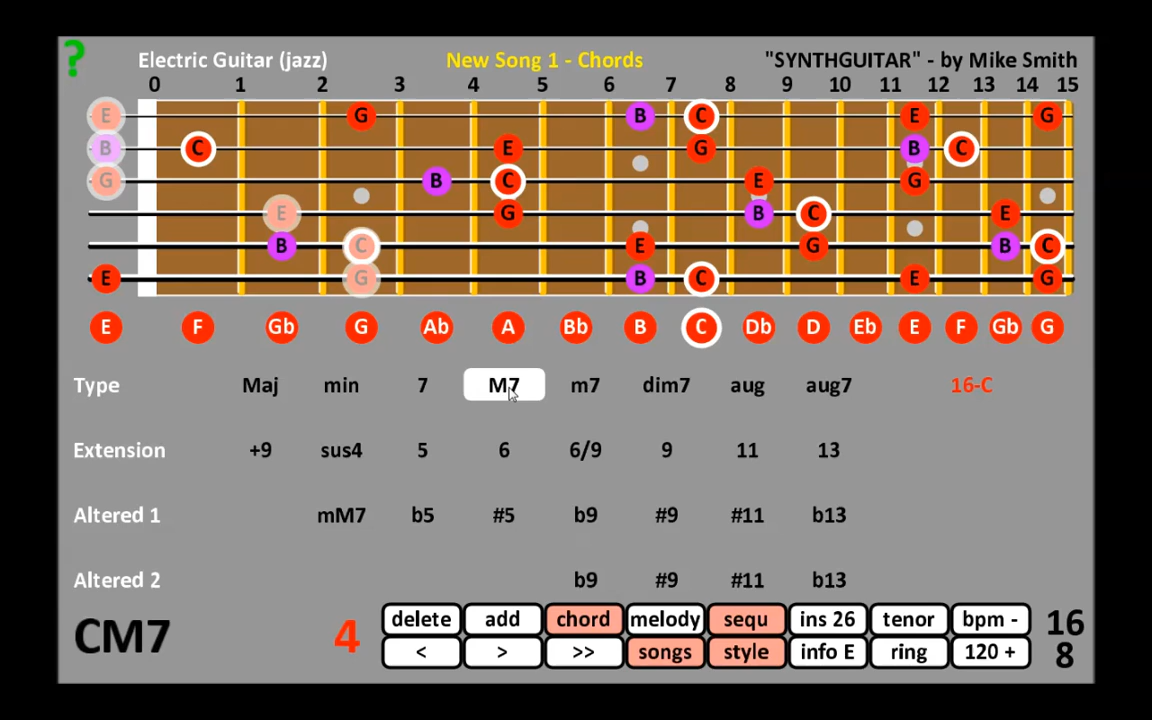 ? Electric Guitar (jazz) New Song 1 - Chords "SYNTHGUITAR" - by Mike Smith
0 1 2 3 4 5 6 7 8 9 10 11 12 13 14 15
E G B C E G
B C E G B C
G B C E G
E G B C E
B C E G B C
E G B C E G
E F Gb G Ab A Bb B C Db D Eb E F Gb G
Type Maj min 7 M7 m7 dim7 aug aug7 16-C
Extension +9 sus4 5 6 6/9 9 11 13
Altered 1 mM7 b5 #5 b9 #9 #11 b13
Altered 2 b9 #9 #11 b13
CM7 4 delete add chord melody sequ ins 26 tenor bpm - 16
< > >> songs style info E ring 120 + 8